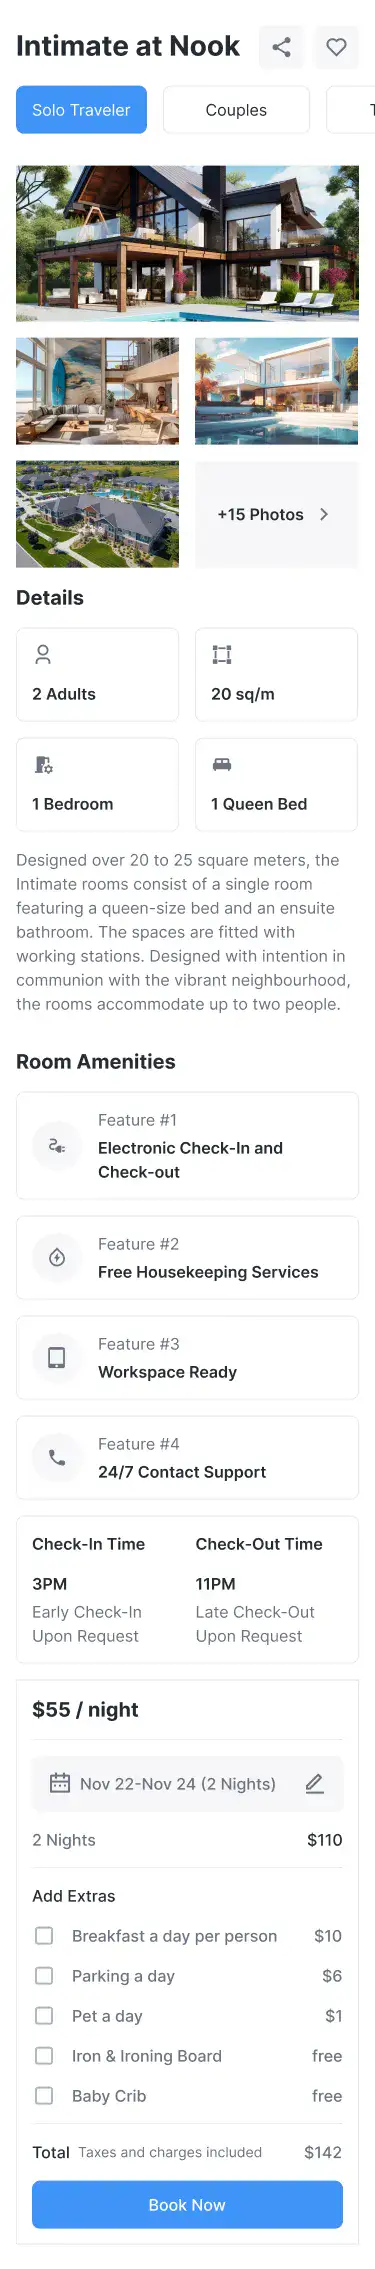 Intimate at Nook
Solo Traveler
Couples
T
+15 Photos
Details
2 Adults
20 sq/m
1 Bedroom
1 Queen Bed
Designed over 20 to 25 square meters, the
Intimate rooms consist of a single room
featuring a queen-size bed and an ensuite
bathroom. The spaces are fitted with
working stations. Designed with intention in
communion with the vibrant neighbourhood,
the rooms accommodate up to two people.
Room Amenities
Feature #1
Electronic Check-In and
Check-out
Feature #2
Free Housekeeping Services
Feature #3
Workspace Ready
Feature #4
24/7 Contact Support
Check-In Time
Check-Out Time
3PM
11PM
Early Check-In
Late Check-Out
Upon Request
Upon Request
$55 / night
Nov 22-Nov 24 (2 Nights)
2 Nights $110
Add Extras
Breakfast a day per person $10
Parking a day $6
Pet a day $1
Iron & Ironing Board free
Baby Crib free
Total Taxes and charges included $142
Book Now